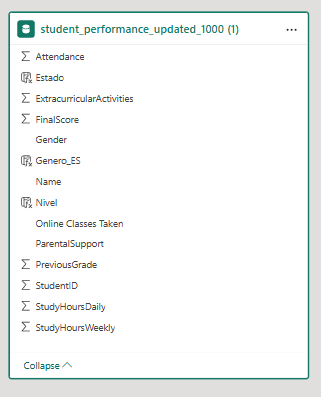 student_performance_updated_1000 (1)
Attendance
Estado
ExtracurricularActivities
FinalScore
Gender
Genero_ES
Name
Nivel
Online Classes Taken
ParentalSupport
PreviousGrade
StudentID
StudyHoursDaily
StudyHoursWeekly
Collapse